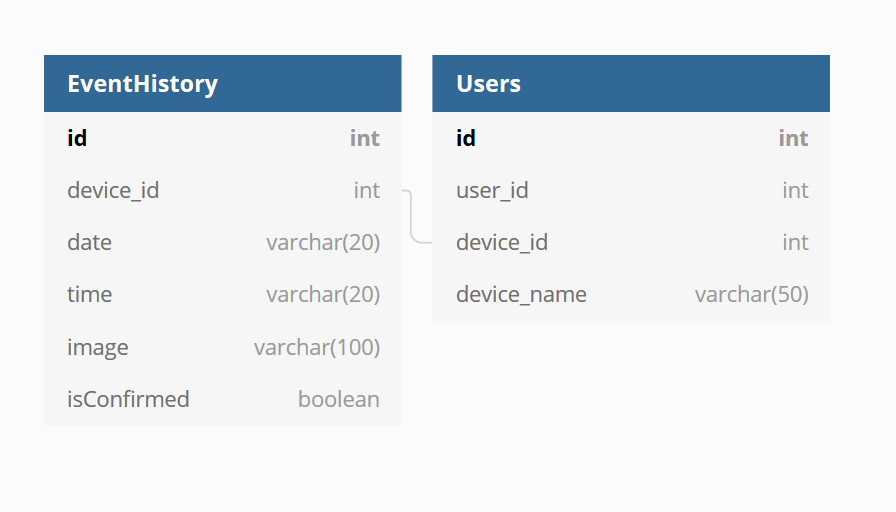 EventHistory
id int
device_id int
date varchar(20)
time varchar(20)
image varchar(100)
isConfirmed boolean
Users
id int
user_id int
device_id int
device_name varchar(50)